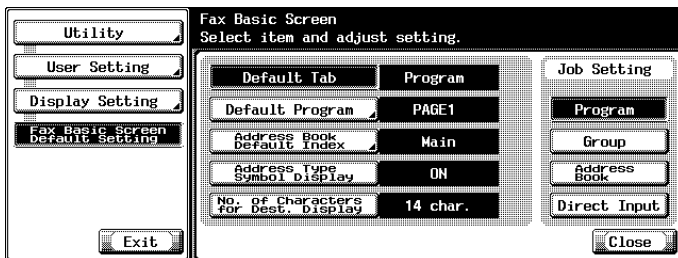 Utility
User Setting
Display Setting
Fax Basic Screen
Default Setting
Exit
Fax Basic Screen
Select item and adjust setting.
Default Tab
Program
Default Program
PAGE1
Address Book
Default Index
Main
Address Type
Symbol Display
ON
No. of Characters
for Dest. Display
14 char.
Job Setting
Program
Group
Address
Book
Direct Input
Close